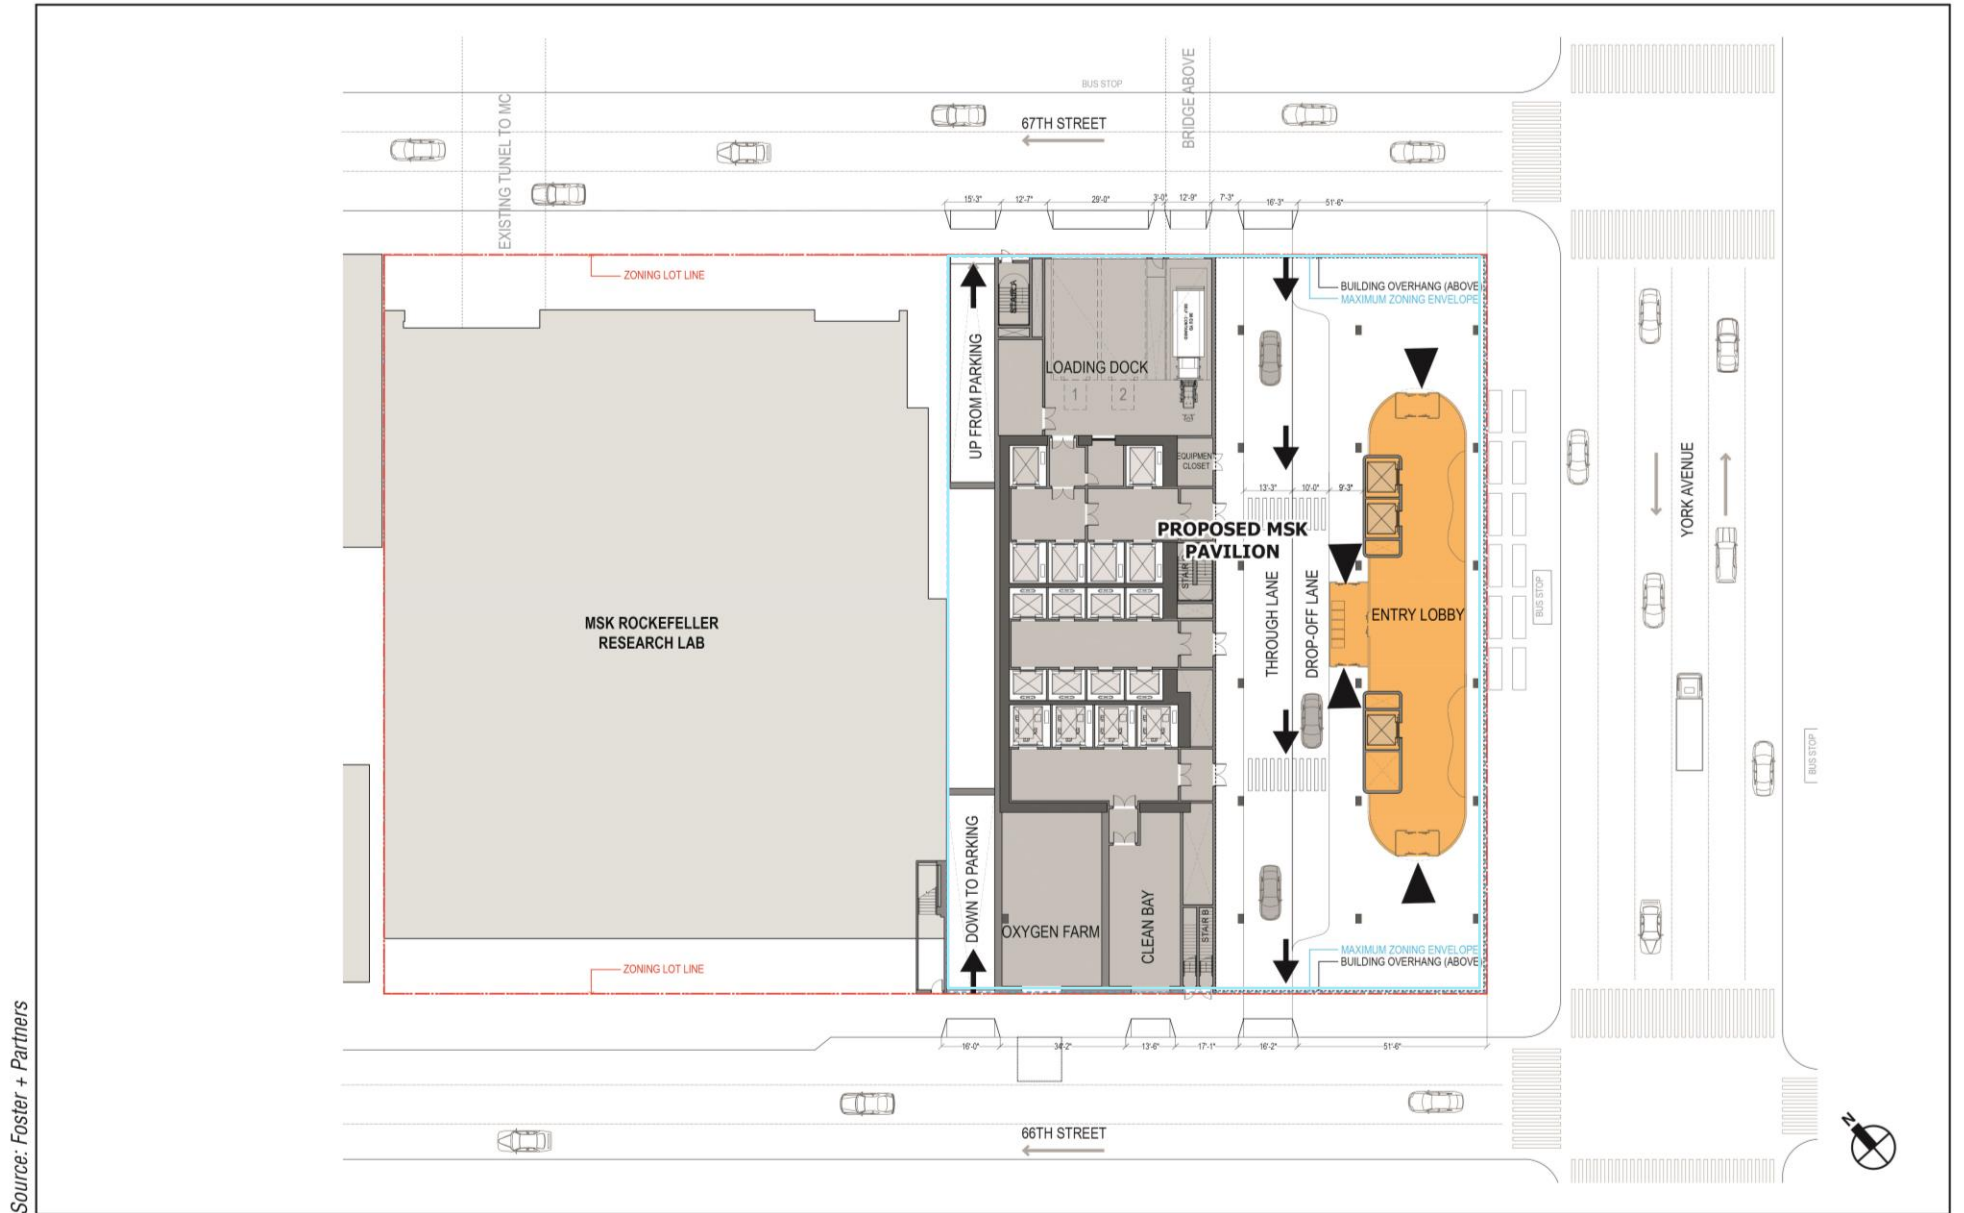 BUS STOP
EXISTING TUNEL TO MC
BRIDGE ABOVE
67TH STREET
15'-3"
12'-7"
29'-0"
3'-0"
12'-9"
7'-3"
16'-3"
51'-6"
ZONING LOT LINE
BUILDING OVERHANG (ABOVE)
MAXIMUM ZONING ENVELOPE
STAIR A
UP FROM PARKING
LOADING DOCK
1
2
EQUIPMENT
CLOSET
13'-3"
10'-0"
9'-3"
PROPOSED MSK
PAVILION
STAIR
THROUGH LANE
DROP-OFF LANE
ENTRY LOBBY
YORK AVENUE
BUS STOP
BUS STOP
MSK ROCKEFELLER
RESEARCH LAB
DOWN TO PARKING
OXYGEN FARM
CLEAN BAY
STAIR B
MAXIMUM ZONING ENVELOPE
BUILDING OVERHANG (ABOVE)
ZONING LOT LINE
16'-0"
34'-2"
13'-6"
17'-1"
16'-2"
51'-6"
66TH STREET
N
Source: Foster + Partners